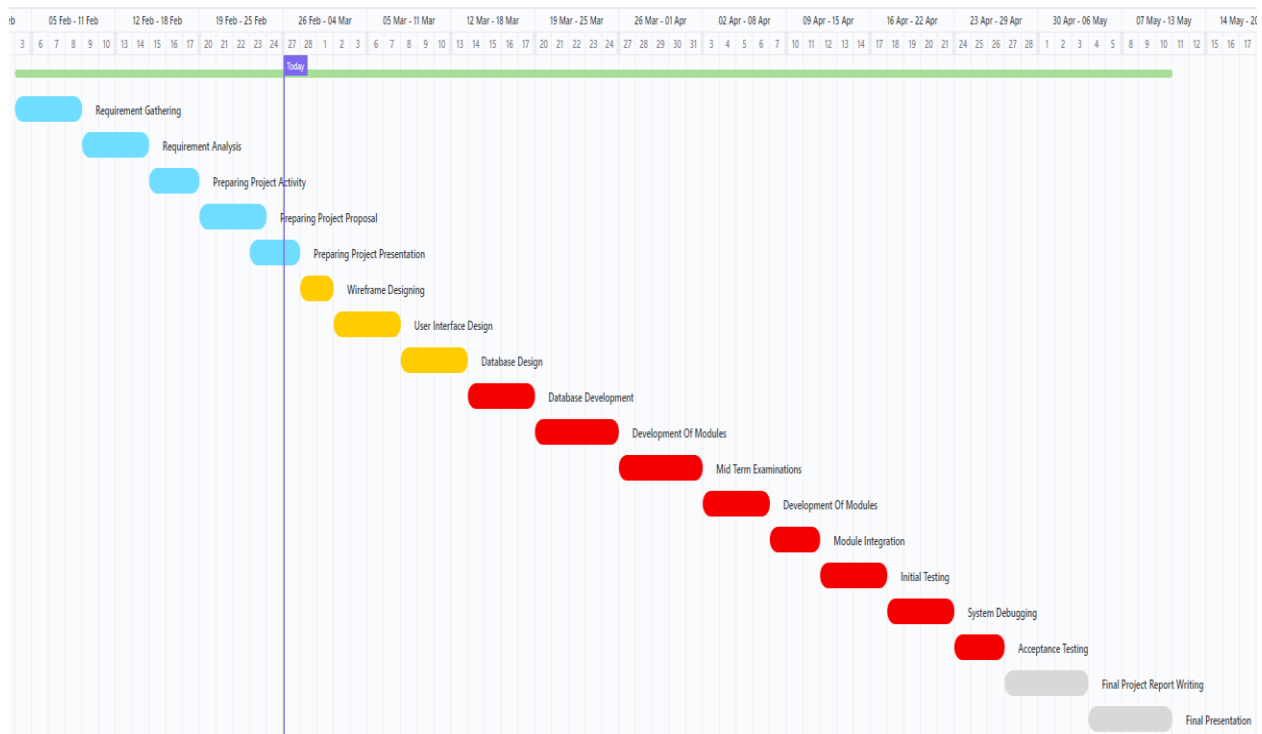 eb 05 Feb - 11 Feb 12 Feb - 18 Feb 19 Feb - 25 Feb 26 Feb - 04 Mar 05 Mar - 11 Mar 12 Mar - 18 Mar 19 Mar - 25 Mar 26 Mar - 01 Apr 02 Apr - 08 Apr 09 Apr - 15 Apr 16 Apr - 22 Apr 23 Apr - 29 Apr 30 Apr - 06 May 07 May - 13 May 14 May - 20
3 6 7 8 9 10 13 14 15 16 17 20 21 22 23 24 27 28 1 2 3 6 7 8 9 10 13 14 15 16 17 20 21 22 23 24 27 28 29 30 31 3 4 5 6 7 10 11 12 13 14 17 18 19 20 21 24 25 26 27 28 1 2 3 4 5 8 9 10 11 12 15 16 17
Today
Requirement Gathering
Requirement Analysis
Preparing Project Activity
Preparing Project Proposal
Preparing Project Presentation
Wireframe Designing
User Interface Design
Database Design
Database Development
Development Of Modules
Mid Term Examinations
Development Of Modules
Module Integration
Initial Testing
System Debugging
Acceptance Testing
Final Project Report Writing
Final Presentation